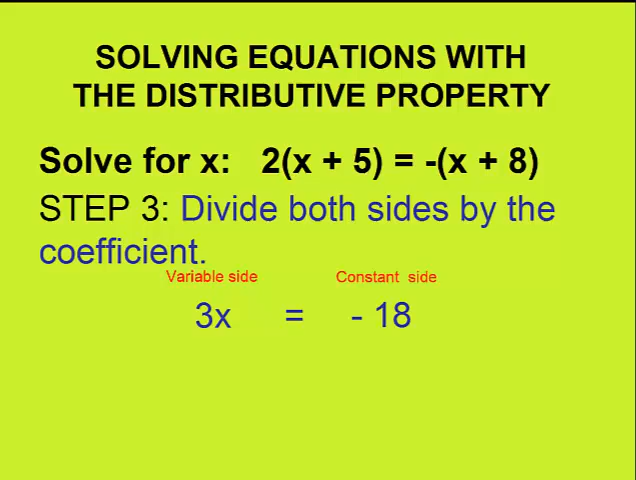 SOLVING EQUATIONS WITH
THE DISTRIBUTIVE PROPERTY
Solve for x: 2(x + 5) = -(x + 8)
STEP 3: Divide both sides by the
coefficient.
Variable side Constant side
3x = - 18